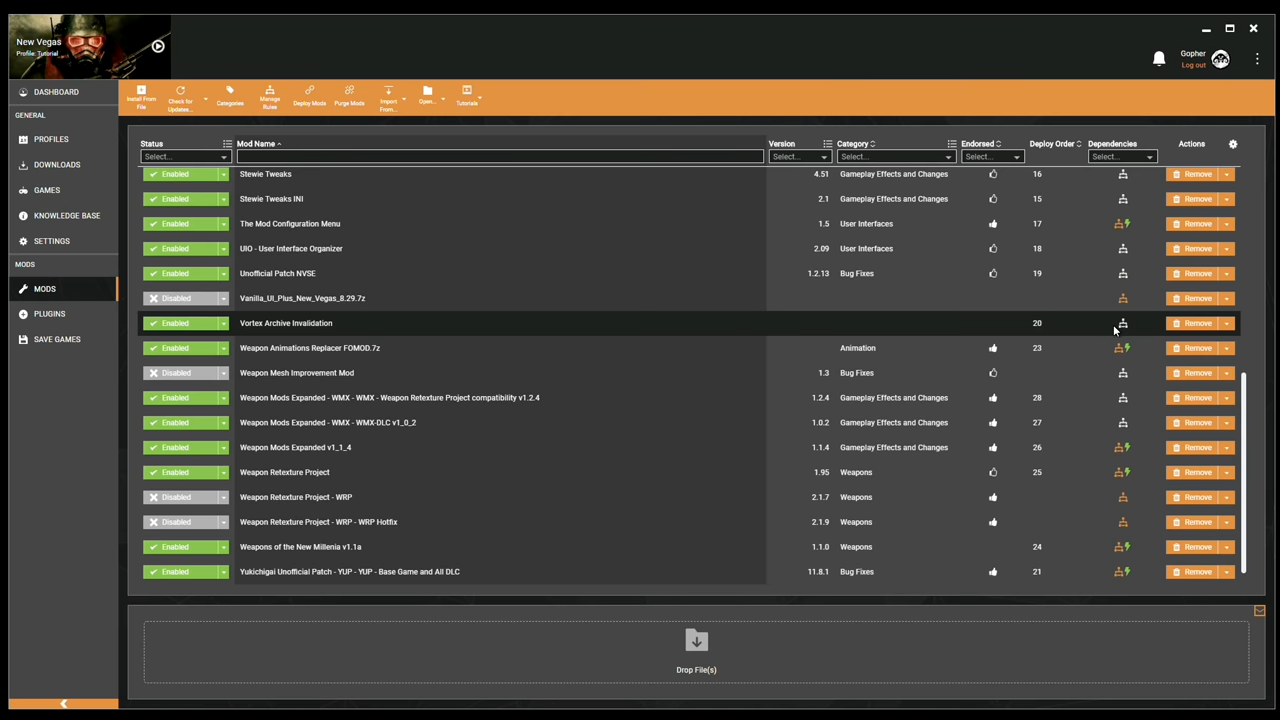 New Vegas
Profile: Tutorial
Gopher
Log out
DASHBOARD
GENERAL
PROFILES
DOWNLOADS
GAMES
KNOWLEDGE BASE
SETTINGS
MODS
MODS
PLUGINS
SAVE GAMES
Install From File
Check for Updates...
Categories
Manage Rules
Deploy Mods
Purge Mods
Import From...
Open...
Tutorials
Status Mod Name Version Category Endorsed Deploy Order Dependencies Actions
Select... Select... Select... Select... Select...
Enabled Stewie Tweaks 4.51 Gameplay Effects and Changes 16 Remove
Enabled Stewie Tweaks INI 2.1 Gameplay Effects and Changes 15 Remove
Enabled The Mod Configuration Menu 1.5 User Interfaces 17 Remove
Enabled UIO - User Interface Organizer 2.09 User Interfaces 18 Remove
Enabled Unofficial Patch NVSE 1.2.13 Bug Fixes 19 Remove
Disabled Vanilla_UI_Plus_New_Vegas_8.29.7z Remove
Enabled Vortex Archive Invalidation 20 Remove
Enabled Weapon Animations Replacer FOMOD.7z Animation 23 Remove
Disabled Weapon Mesh Improvement Mod 1.3 Bug Fixes Remove
Enabled Weapon Mods Expanded - WMX - WMX - Weapon Retexture Project compatibility v1.2.4 1.2.4 Gameplay Effects and Changes 28 Remove
Enabled Weapon Mods Expanded - WMX - WMX-DLC v1_0_2 1.0.2 Gameplay Effects and Changes 27 Remove
Enabled Weapon Mods Expanded v1_1_4 1.1.4 Gameplay Effects and Changes 26 Remove
Enabled Weapon Retexture Project 1.95 Weapons 25 Remove
Disabled Weapon Retexture Project - WRP 2.1.7 Weapons Remove
Disabled Weapon Retexture Project - WRP - WRP Hotfix 2.1.9 Weapons Remove
Enabled Weapons of the New Millenia v1.1a 1.1.0 Weapons 24 Remove
Enabled Yukichigai Unofficial Patch - YUP - YUP - Base Game and All DLC 11.8.1 Bug Fixes 21 Remove
Drop File(s)